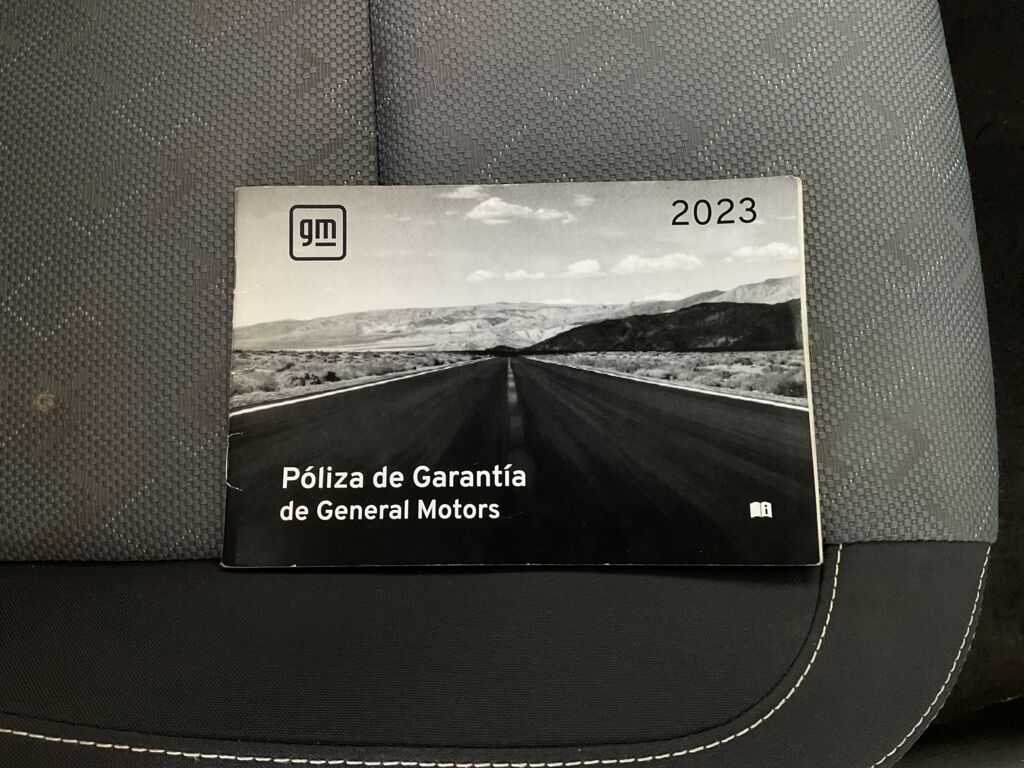 gm
2023
Póliza de Garantía
de General Motors